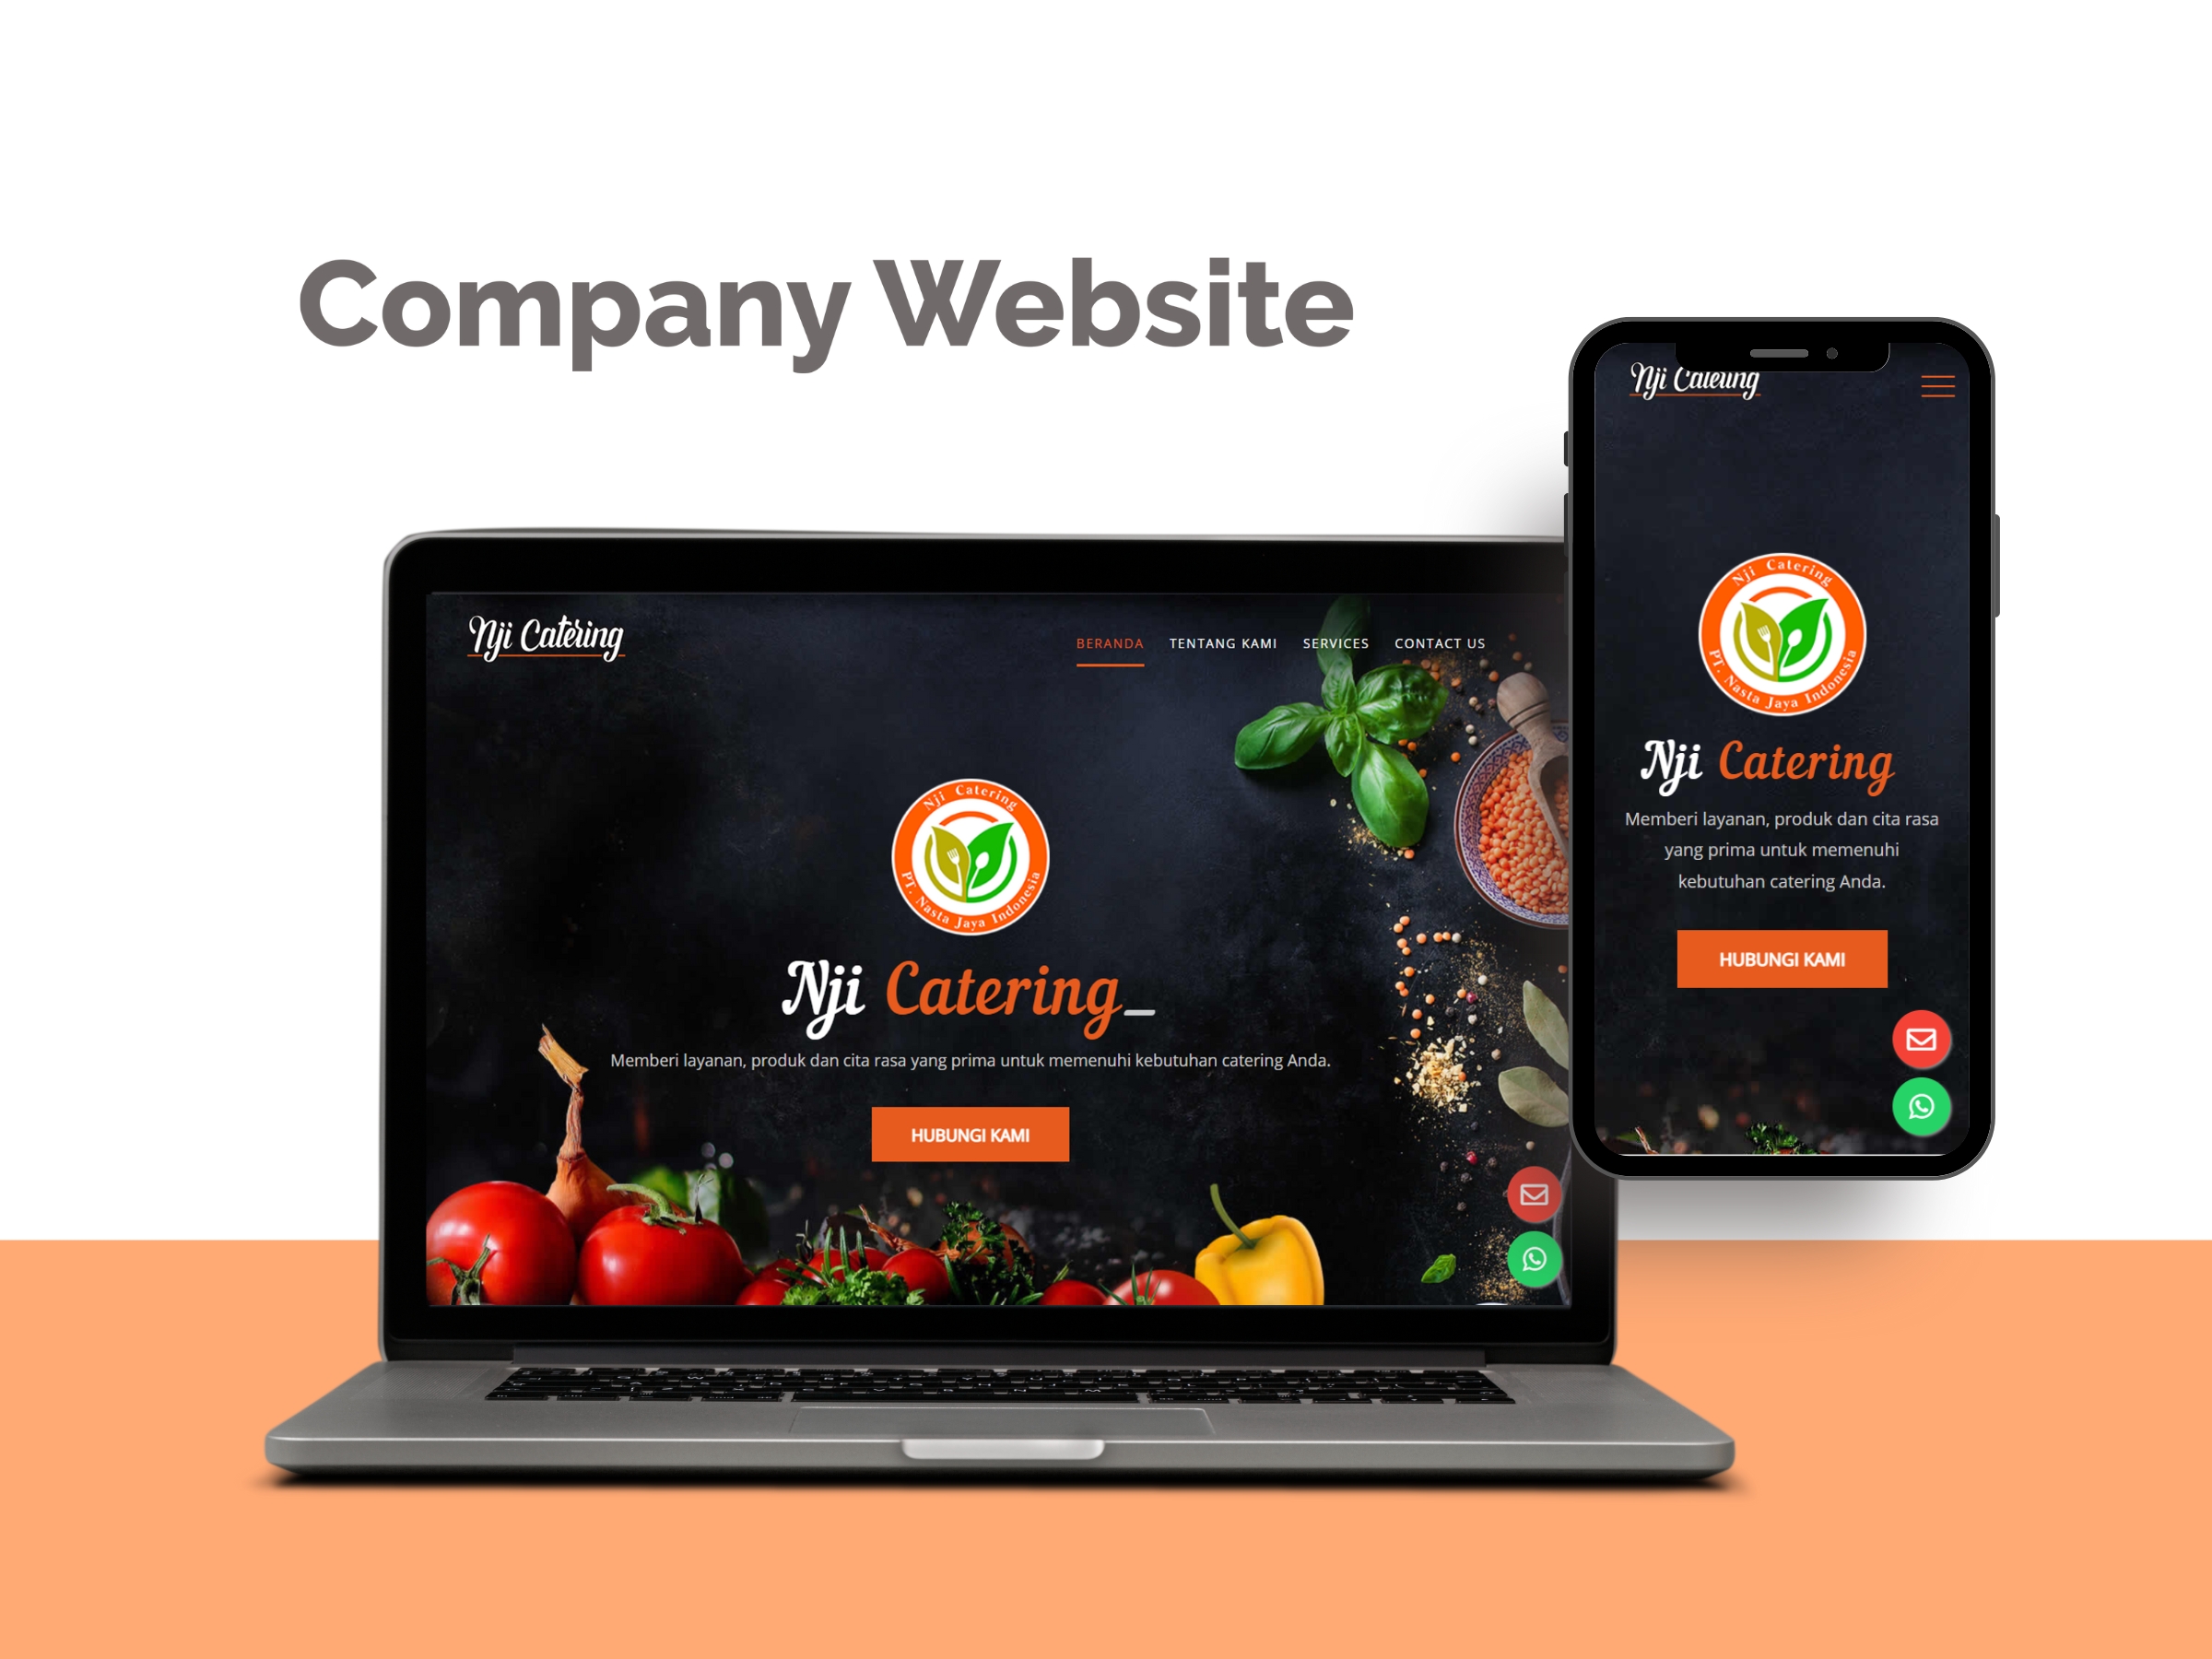 Company Website
Nji Catering
BERANDA TENTANG KAMI SERVICES CONTACT US
Nji Catering
PT. Nasta Jaya Indonesia
Nji Catering_
Memberi layanan, produk dan cita rasa yang prima untuk memenuhi kebutuhan catering Anda.
HUBUNGI KAMI
Nji Catering
Nji Catering
PT. Nasta Jaya Indonesia
Nji Catering
Memberi layanan, produk dan cita rasa
yang prima untuk memenuhi
kebutuhan catering Anda.
HUBUNGI KAMI